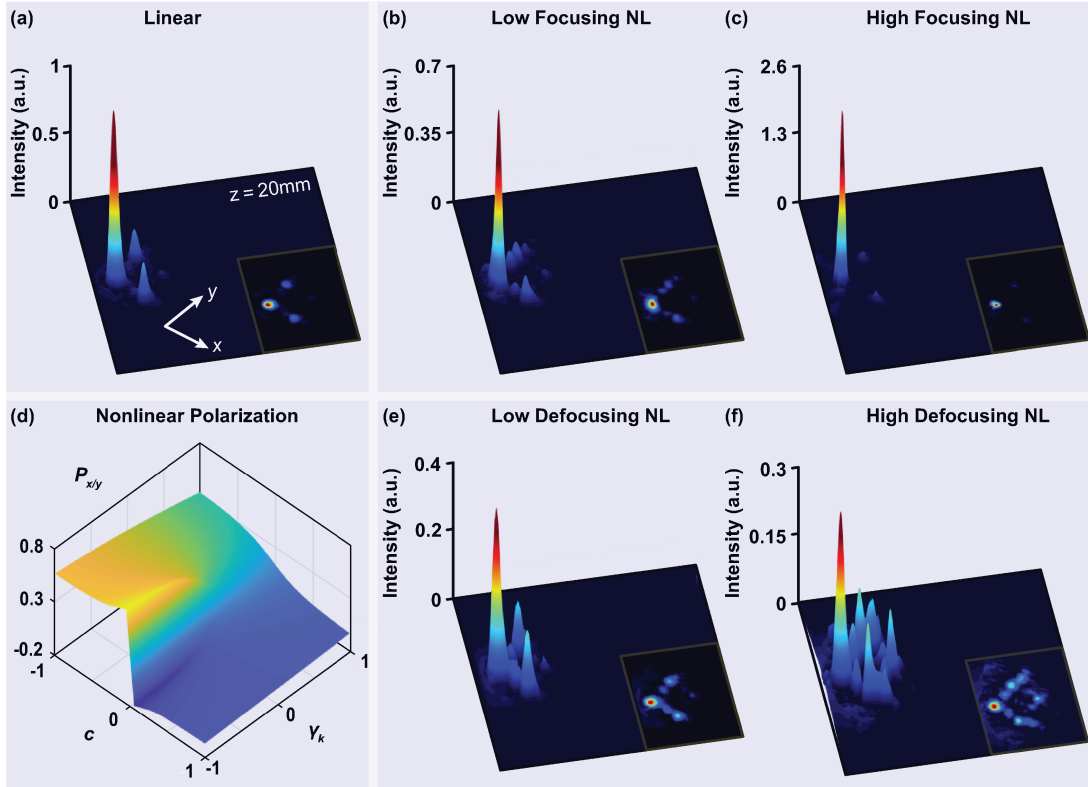 (a) Linear
Intensity (a.u.)
1
0.5
0
z = 20mm
y
x
(b) Low Focusing NL
Intensity (a.u.)
0.7
0.35
0
(c) High Focusing NL
Intensity (a.u.)
2.6
1.3
0
(d) Nonlinear Polarization
Px/y
0.8
0.3
-0.2
-1
0
1
c
-1
0
1
γk
(e) Low Defocusing NL
Intensity (a.u.)
0.4
0.2
0
(f) High Defocusing NL
Intensity (a.u.)
0.3
0.15
0